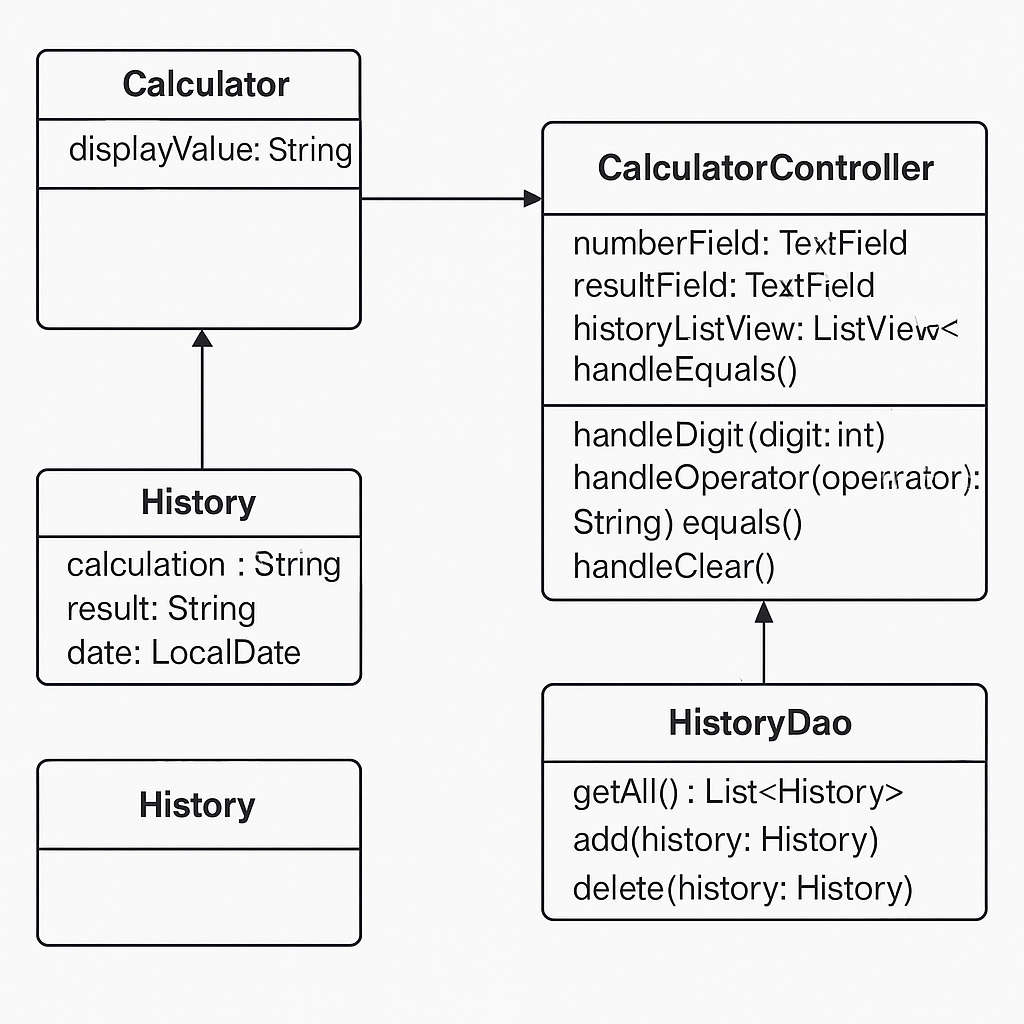 Calculator
displayValue: String
CalculatorController
numberField: TextField
resultField: TextField
historyListView: ListView<
handleEquals()
handleDigit(digit: int)
handleOperator(operrator):
String) equals()
handleClear()
History
calculation : String
result: String
date: LocalDate
HistoryDao
getAll() : List<History>
add(history: History)
delete(history: History)
History